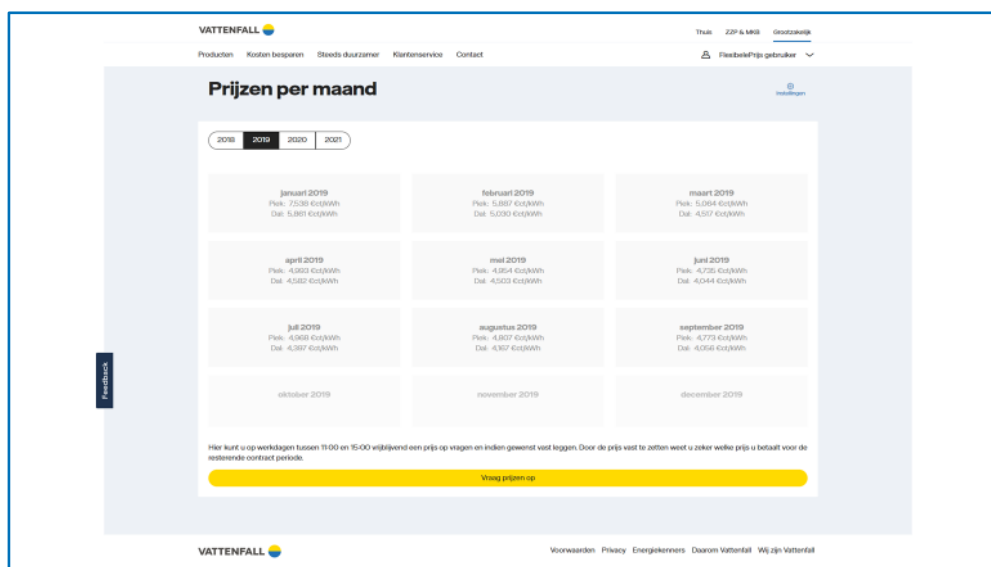 VATTENFALL
Thuis ZZP & MKB Grootzakelijk
Producten Kosten besparen Steeds duurzamer Klantenservice Contact
FlexibelePrijs gebruiker
Prijzen per maand
Instellingen
2018 2019 2020 2021
januari 2019
Piek: 7,538 €ct/kWh
Dal: 5,861 €ct/kWh
februari 2019
Piek: 5,887 €ct/kWh
Dal: 5,030 €ct/kWh
maart 2019
Piek: 5,064 €ct/kWh
Dal: 4,517 €ct/kWh
april 2019
Piek: 4,993 €ct/kWh
Dal: 4,582 €ct/kWh
mei 2019
Piek: 4,954 €ct/kWh
Dal: 4,503 €ct/kWh
juni 2019
Piek: 4,735 €ct/kWh
Dal: 4,044 €ct/kWh
juli 2019
Piek: 4,968 €ct/kWh
Dal: 4,397 €ct/kWh
augustus 2019
Piek: 4,807 €ct/kWh
Dal: 4,167 €ct/kWh
september 2019
Piek: 4,773 €ct/kWh
Dal: 4,056 €ct/kWh
oktober 2019
november 2019
december 2019
Feedback
Hier kunt u op werkdagen tussen 11:00 en 15:00 vrijblijvend een prijs op vragen en indien gewenst vast leggen. Door de prijs vast te zetten weet u zeker welke prijs u betaalt voor de
resterende contract periode.
Vraag prijzen op
VATTENFALL
Voorwaarden Privacy Energiekenners Daarom Vattenfall Wij zijn Vattenfall